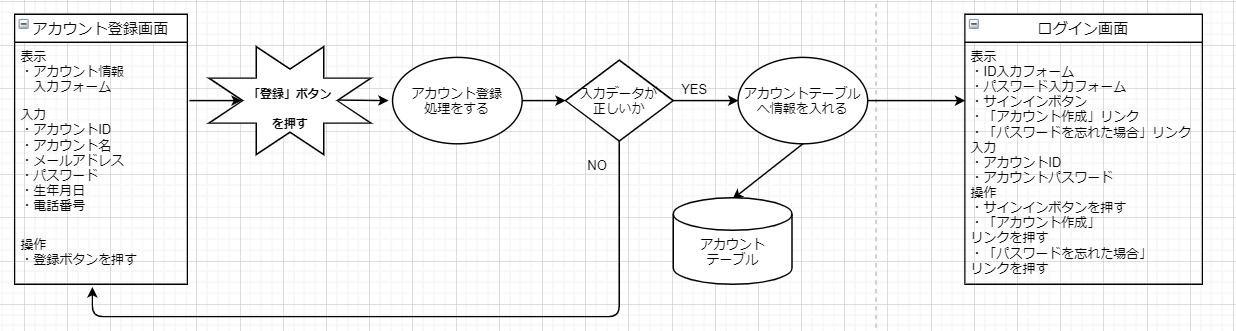 アカウント登録画面
表示
・アカウント情報
入力フォーム
入力
・アカウントID
・アカウント名
・メールアドレス
・パスワード
・生年月日
・電話番号
操作
・登録ボタンを押す
「登録」ボタン
を押す
アカウント登録
処理をする
入力データが
正しいか
YES
NO
アカウントテーブル
へ情報を入れる
アカウント
テーブル
ログイン画面
表示
・ID入力フォーム
・パスワード入力フォーム
・サインインボタン
・「アカウント作成」リンク
・「パスワードを忘れた場合」リンク
入力
・アカウントID
・アカウントパスワード
操作
・サインインボタンを押す
・「アカウント作成」
リンクを押す
・「パスワードを忘れた場合」
リンクを押す